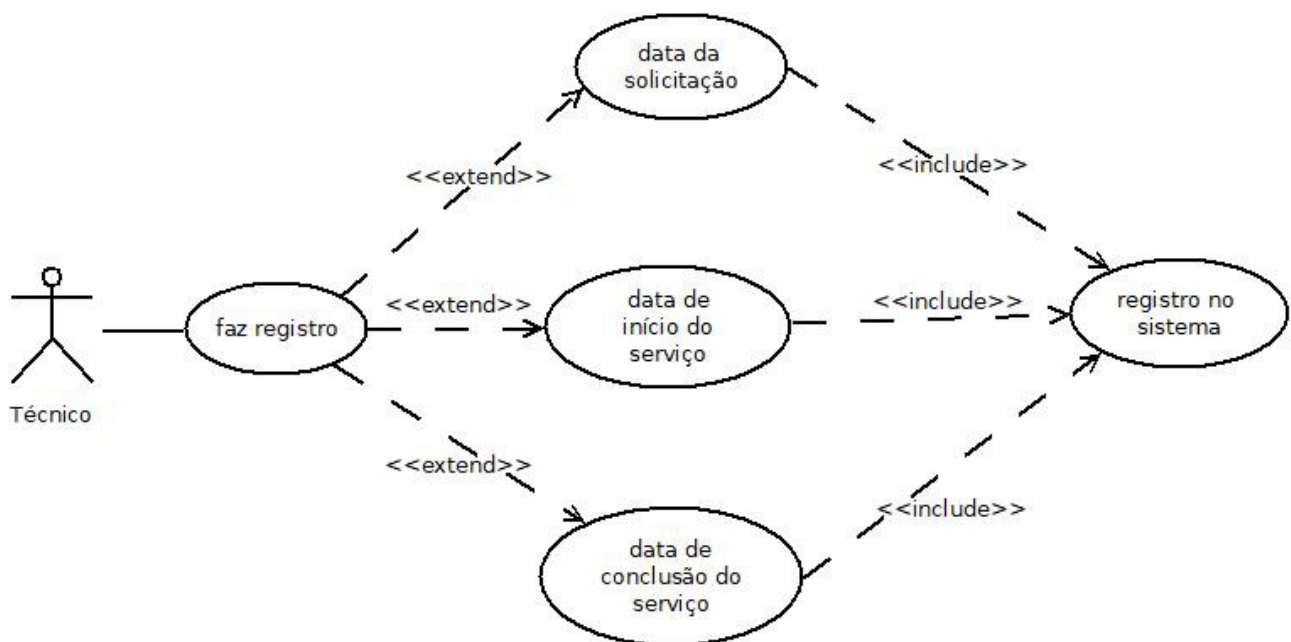 data da
solicitação
<<extend>>
<<include>>
faz registro
<<extend>>
data de
início do
serviço
<<include>>
registro no
sistema
Técnico
<<extend>>
<<include>>
data de
conclusão do
serviço